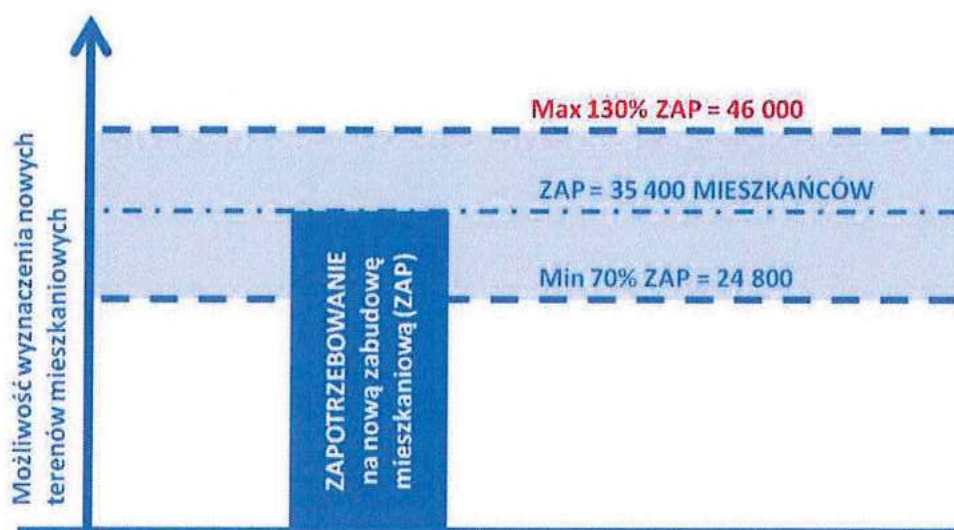 Możliwość wyznaczenia nowych
terenów mieszkaniowych
Max 130% ZAP = 46 000
ZAP = 35 400 MIESZKAŃCÓW
Min 70% ZAP = 24 800
ZAPOTRZEBOWANIE
na nową zabudowę
mieszkaniową (ZAP)